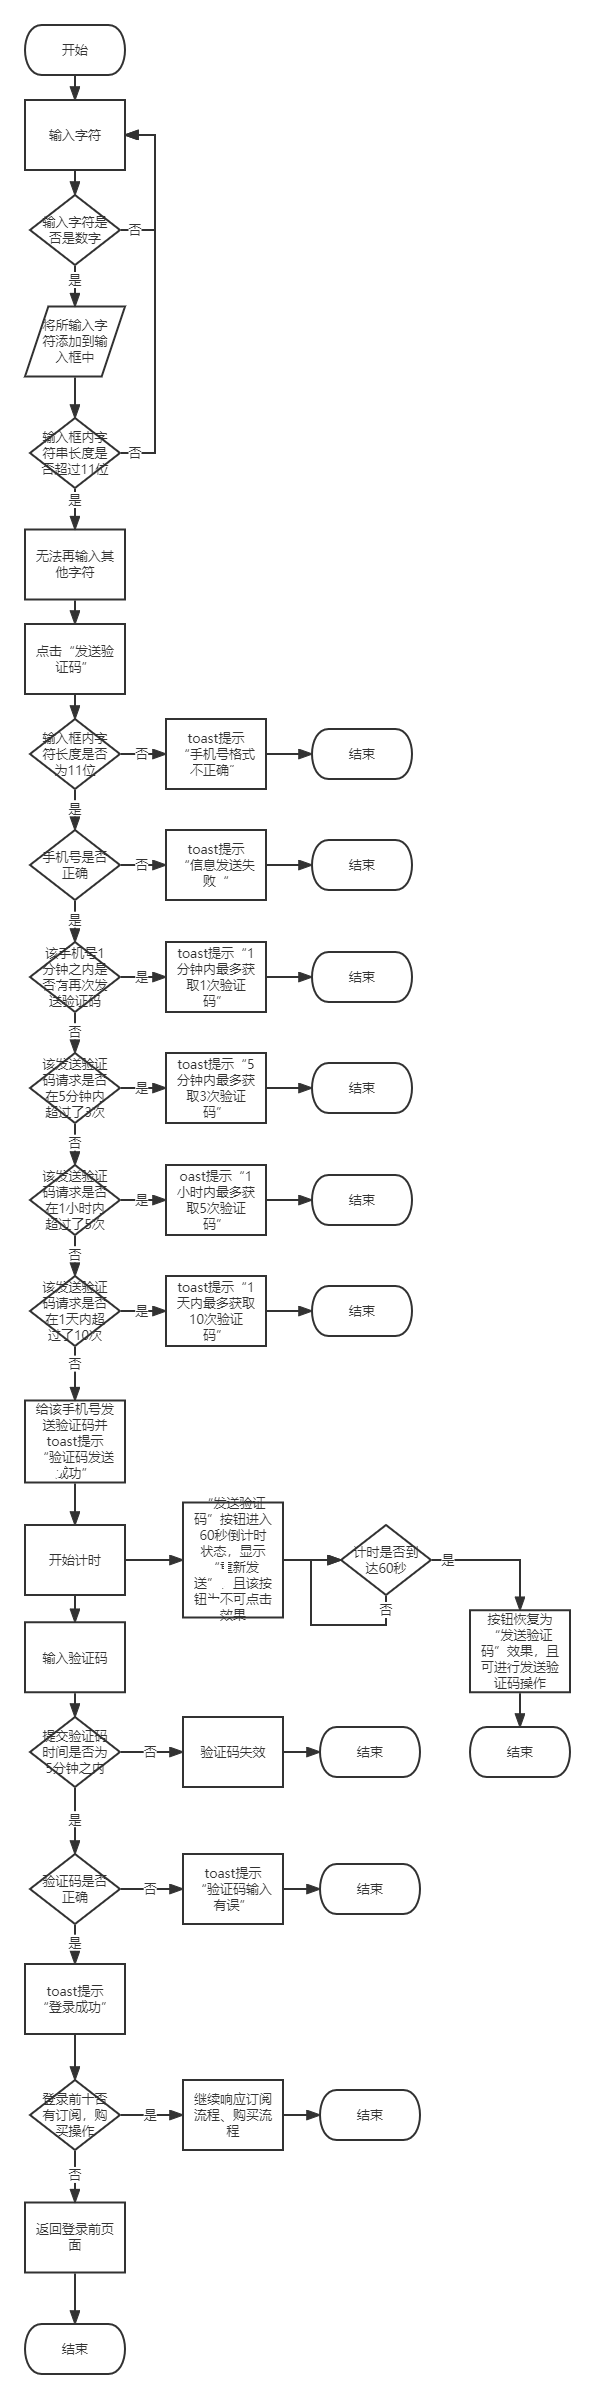 开始
输入字符
输入字符是
否是数字
否
是
将所输入字
符添加到输
入框中
输入框内字
符串长度是
否超过11位
否
是
无法再输入其
他字符
点击“发送验
证码”
输入框内字
符长度是否
为11位
否
toast提示
“手机号格式
不正确”
结束
是
手机号是否
正确
否
toast提示
“信息发送失
败“
结束
是
该手机号1
分钟之内是
否有再次发
送验证码
是
toast提示“1
分钟内最多获
取1次验证
码”
结束
否
该发送验证
码请求是否
在5分钟内
超过了3次
是
toast提示“5
分钟内最多获
取3次验证
码”
结束
否
该发送验证
码请求是否
在1小时内
超过了5次
是
oast提示“1
小时内最多获
取5次验证
码”
结束
否
该发送验证
码请求是否
在1天内超
过了10次
是
toast提示“1
天内最多获取
10次验证
码”
结束
否
给该手机号发
送验证码并
toast提示
“验证码发送
成功”
开始计时
“发送验证
码”按钮进入
60秒倒计时
状态，显示
“重新发
送”，且该按
钮为不可点击
效果
计时是否到
达60秒
是
否
按钮恢复为
“发送验证
码”效果，且
可进行发送验
证码操作
结束
输入验证码
提交验证码
时间是否为
5分钟之内
否
验证码失效
结束
是
验证码是否
正确
否
toast提示
“验证码输入
有误”
结束
是
toast提示
“登录成功”
登录前十否
有订阅，购
买操作
是
继续响应订阅
流程、购买流
程
结束
否
返回登录前页
面
结束